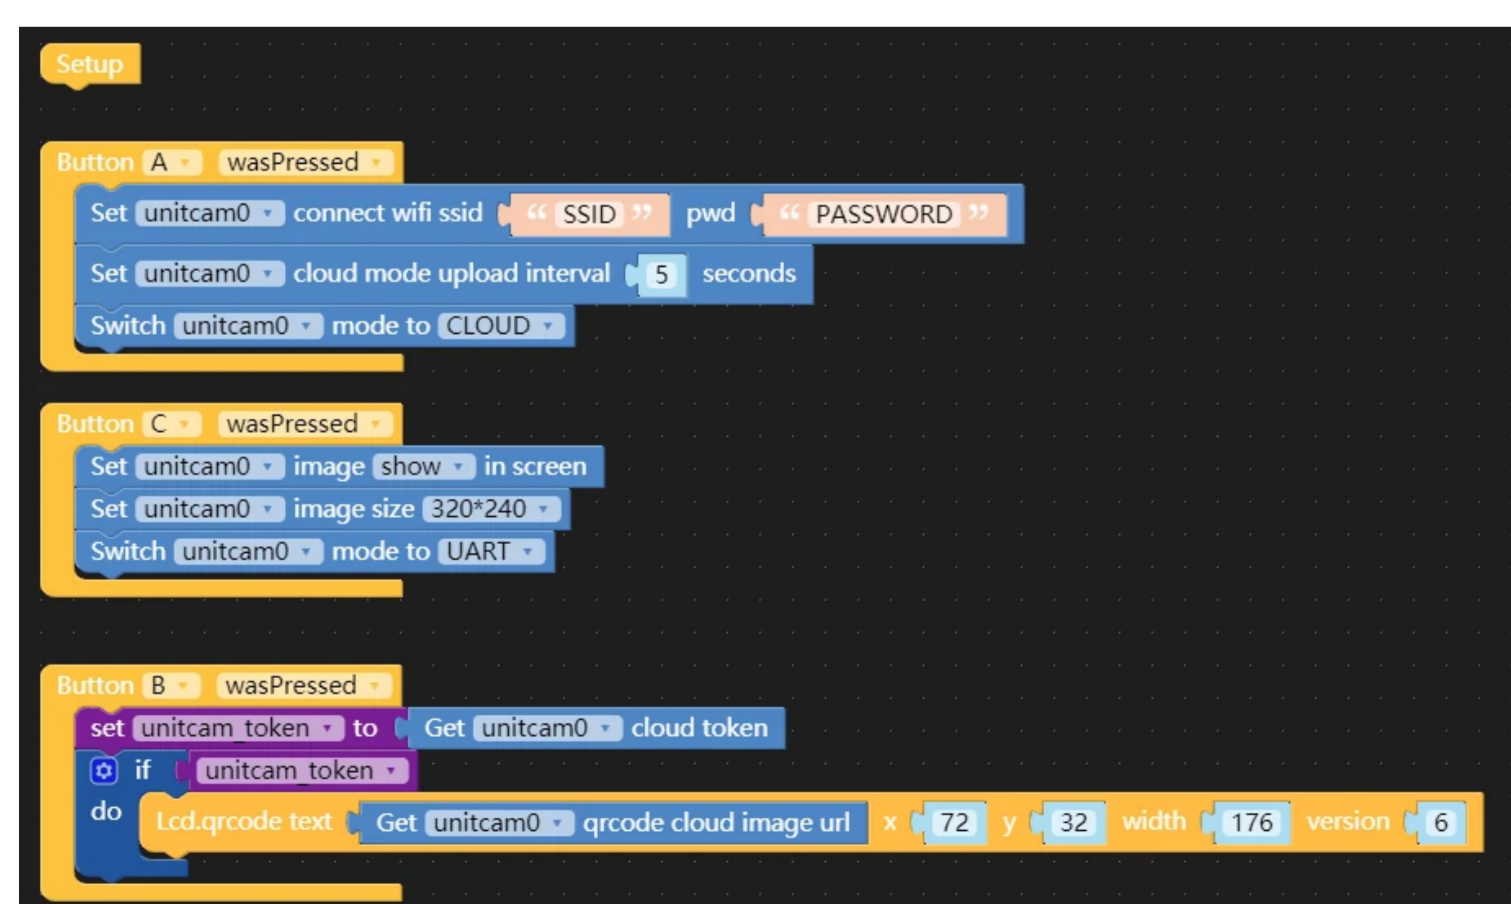 Setup
Button A wasPressed
Set unitcam0 connect wifi ssid “ SSID ” pwd “ PASSWORD ”
Set unitcam0 cloud mode upload interval 5 seconds
Switch unitcam0 mode to CLOUD
Button C wasPressed
Set unitcam0 image show in screen
Set unitcam0 image size 320*240
Switch unitcam0 mode to UART
Button B wasPressed
set unitcam_token to Get unitcam0 cloud token
if unitcam_token
do Lcd.qrcode text Get unitcam0 qrcode cloud image url x 72 y 32 width 176 version 6